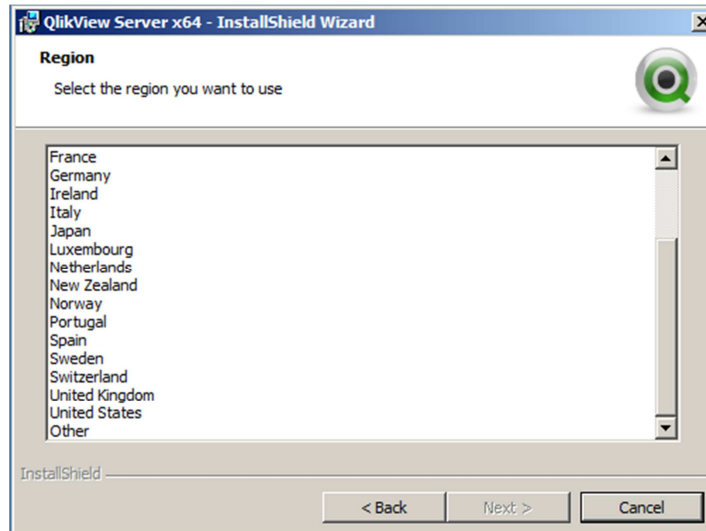 QlikView Server x64 - InstallShield Wizard
Region
Select the region you want to use
France
Germany
Ireland
Italy
Japan
Luxembourg
Netherlands
New Zealand
Norway
Portugal
Spain
Sweden
Switzerland
United Kingdom
United States
Other
InstallShield
< Back
Next >
Cancel